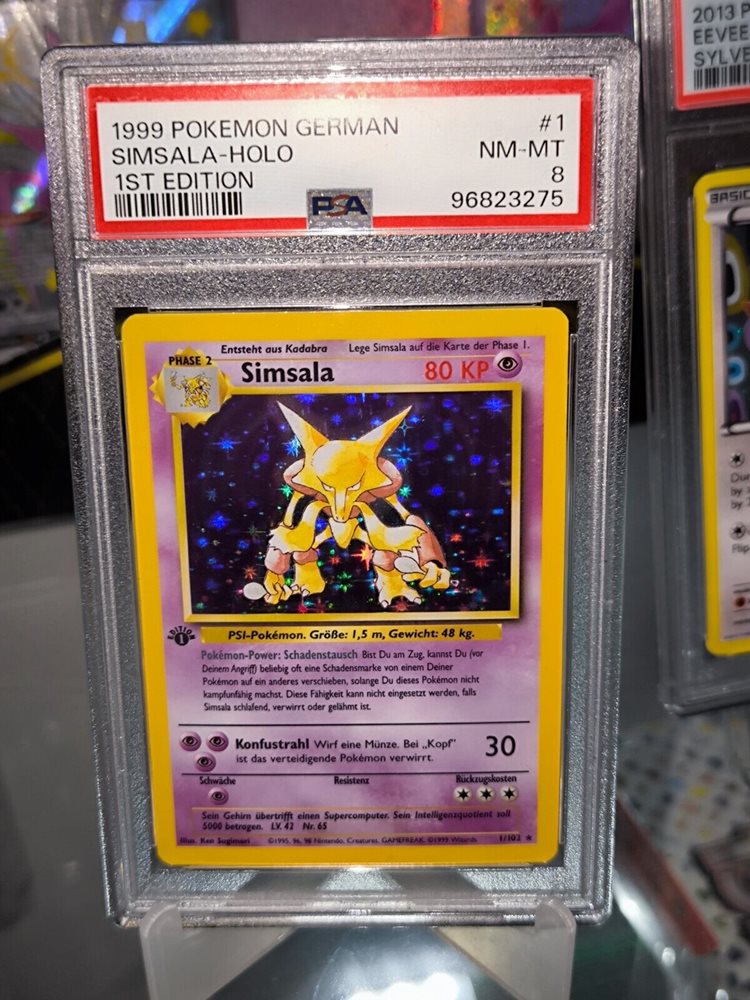 1999 POKEMON GERMAN #1
SIMSALA-HOLO NM-MT
1ST EDITION 8
PSA 96823275
2013 P
EEVEE
SYLVE
BASIC
PHASE 2
Entsteht aus Kadabra Lege Simsala auf die Karte der Phase 1.
Simsala 80 KP
EDITION 1
PSI-Pokémon. Größe: 1,5 m, Gewicht: 48 kg.
Pokémon-Power: Schadenstausch Bist Du am Zug, kannst Du (vor
Deinem Angriff) beliebig oft eine Schadensmarke von einem Deiner
Pokémon auf ein anderes verschieben, solange Du dieses Pokémon nicht
kampfunfähig machst. Diese Fähigkeit kann nicht eingesetzt werden, falls
Simsala schlafend, verwirrt oder gelähmt ist.
Konfustrahl Wirf eine Münze. Bei „Kopf" 30
ist das verteidigende Pokémon verwirrt.
Schwäche Resistenz Rückzugskosten
Sein Gehirn übertrifft einen Supercomputer. Sein Intelligenzquotient soll
5000 betragen. LV. 42 Nr. 65
Illus. Ken Sugimori ©1995, 96, 98 Nintendo, Creatures, GAMEFREAK. ©1999 Wizards. 1/102
by
by
Flip